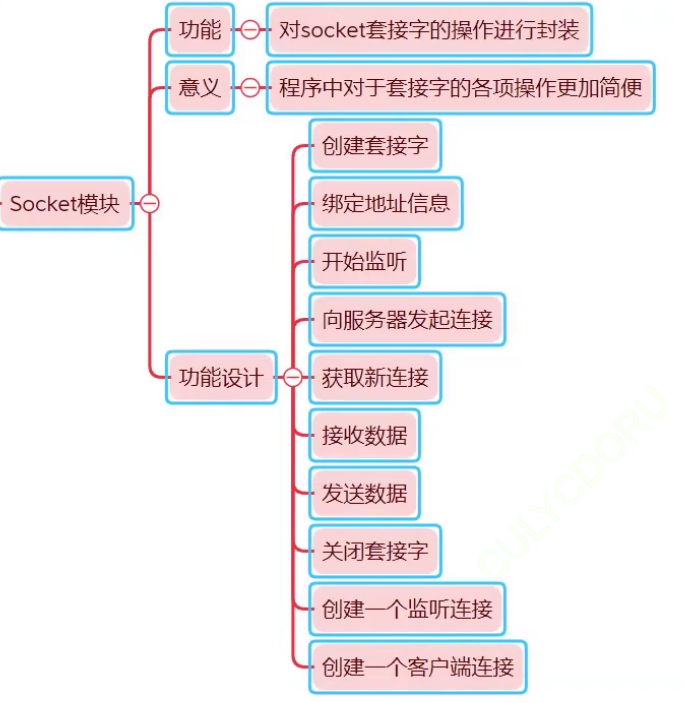 功能
对socket套接字的操作进行封装
意义
程序中对于套接字的各项操作更加简便
Socket模块
功能设计
创建套接字
绑定地址信息
开始监听
向服务器发起连接
获取新连接
接收数据
发送数据
关闭套接字
创建一个监听连接
创建一个客户端连接
CULYCDORU